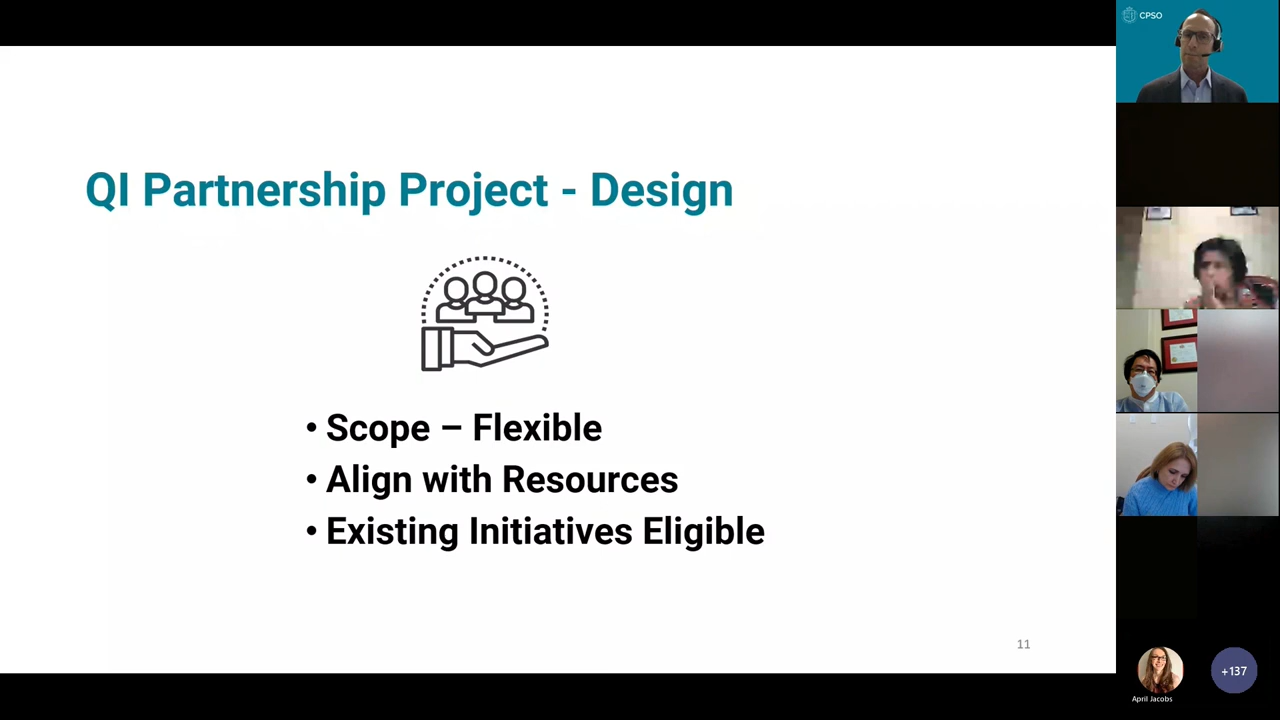 CPSO
QI Partnership Project - Design
• Scope – Flexible
• Align with Resources
• Existing Initiatives Eligible
11
April Jacobs
+137